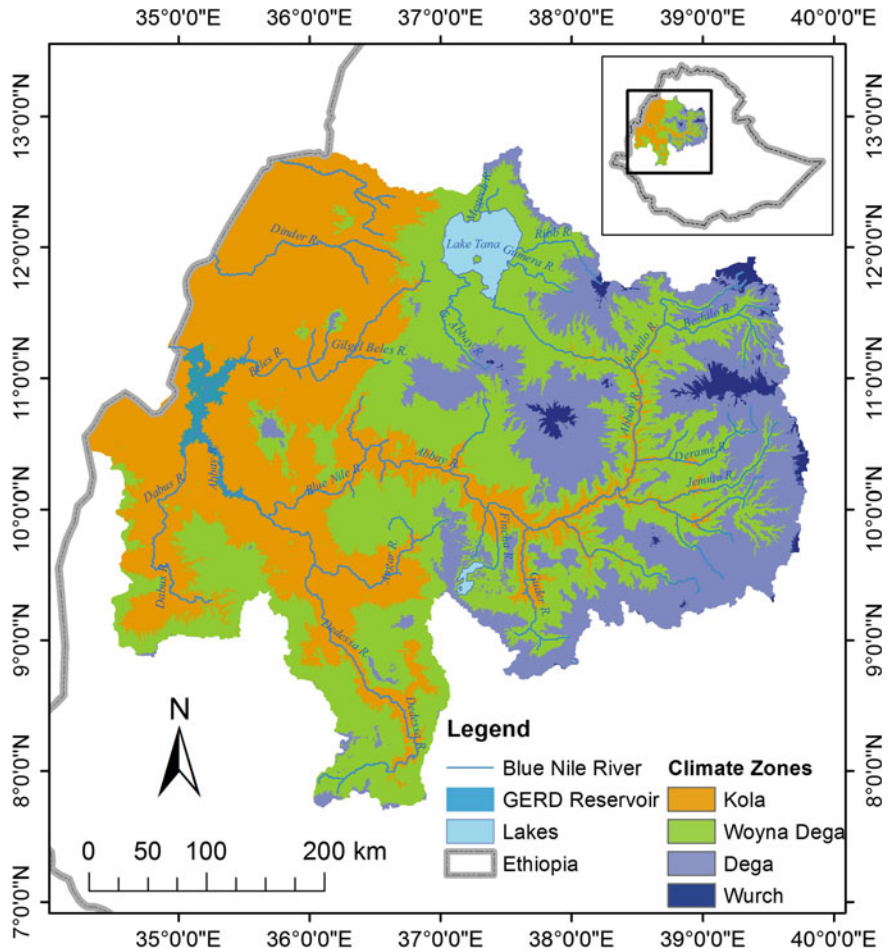 35°0'0"E 36°0'0"E 37°0'0"E 38°0'0"E 39°0'0"E 40°0'0"E
13°0'0"N
12°0'0"N
11°0'0"N
10°0'0"N
9°0'0"N
8°0'0"N
7°0'0"N
13°0'0"N
12°0'0"N
11°0'0"N
10°0'0"N
9°0'0"N
8°0'0"N
7°0'0"N
Dinder R.
Lake Tana
Ribb R.
Gumera R.
G. Abbay R.
Gilgel Beles R.
Beles R.
Beshilo R.
Beshilo R.
Abbay R.
Derame R.
Jemma R.
Abbay R.
Blue Nile R.
Abbay R.
Dabus R.
Dabus R.
Fincha R.
Guder R.
Dedessa R.
Dedessa R.
N
0 50 100 200 km
Legend
Blue Nile River
GERD Reservoir
Lakes
Ethiopia
Climate Zones
Kola
Woyna Dega
Dega
Wurch
35°0'0"E 36°0'0"E 37°0'0"E 38°0'0"E 39°0'0"E 40°0'0"E